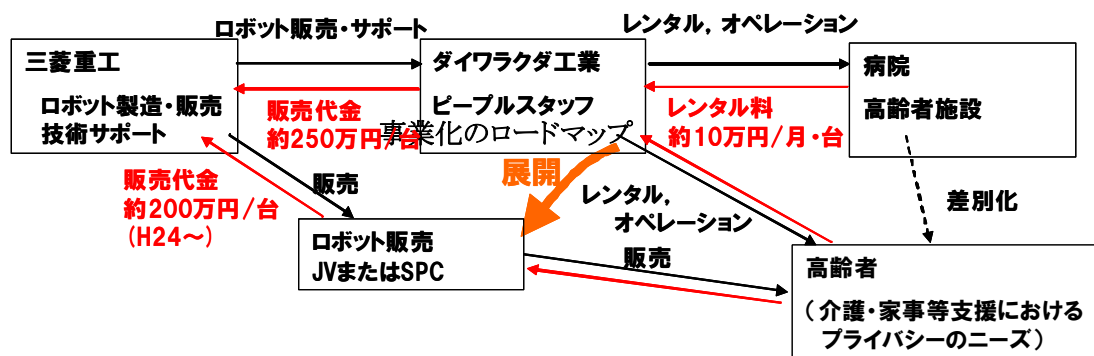 ロボット販売・サポート
レンタル，オペレーション
三菱重工
ロボット製造・販売
技術サポート
販売代金
約250万円/台
ダイワラクダ工業
ピープルスタッフ
事業化のロードマップ
レンタル料
約10万円/月・台
病院
高齢者施設
販売代金
約200万円/台
(H24～)
販売
展開
レンタル，
オペレーション
差別化
ロボット販売
JVまたはSPC
販売
高齢者
（介護・家事等支援における
プライバシーのニーズ）